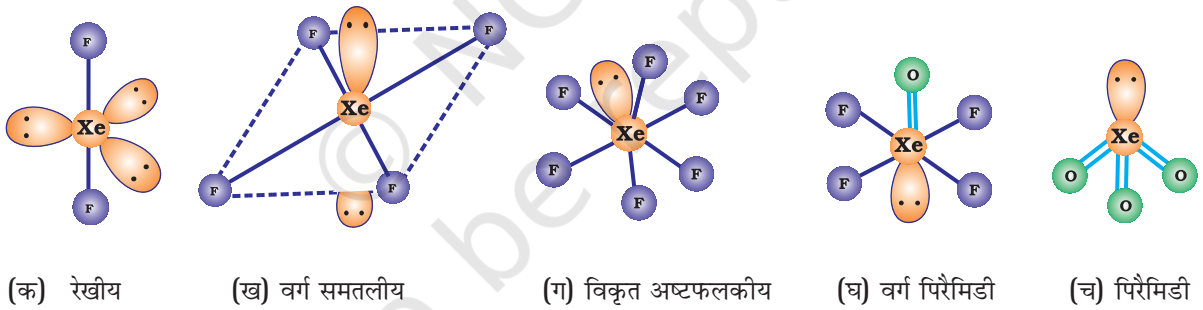 F
Xe
F
F
F
Xe
F
F
F
F
F
Xe
F
F
F
O
F
F
Xe
F
F
Xe
O
O
O
(क) रेखीय
(ख) वर्ग समतलीय
(ग) विकृत अष्टफलकीय
(घ) वर्ग पिरैमिडी
(च) पिरैमिडी